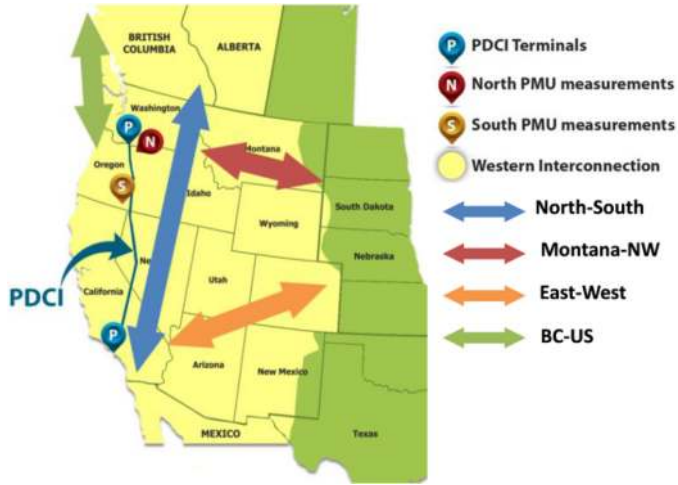 BRITISH
COLUMBIA
ALBERTA
Washington
P
N
Oregon
Montana
S
Idaho
South Dakota
Wyoming
Nebraska
Ne
Utah
California
PDCI
P
Arizona
New Mexico
MEXICO
Texas
P PDCI Terminals
N North PMU measurements
S South PMU measurements
Western Interconnection
North-South
Montana-NW
East-West
BC-US